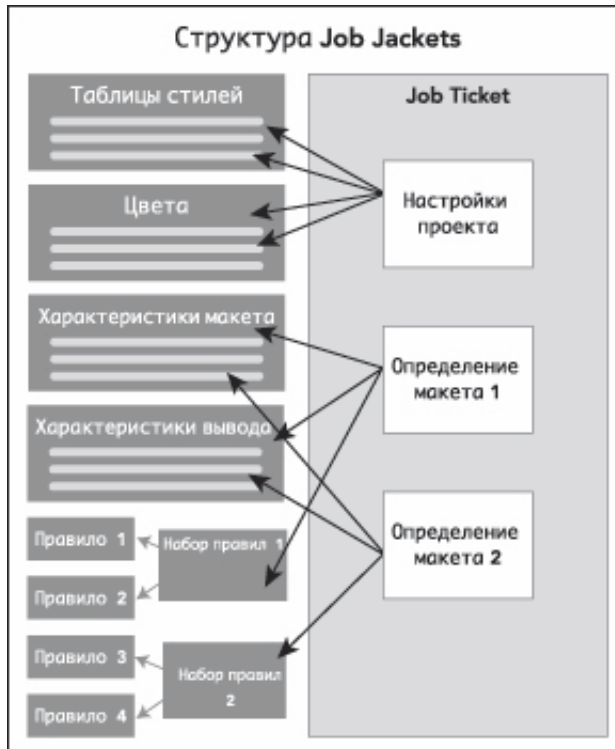 Структура Job Jackets
Таблицы стилей
Цвета
Характеристики макета
Характеристики вывода
Правило 1
Правило 2
Набор правил 1
Правило 3
Правило 4
Набор правил
2
Job Ticket
Настройки
проекта
Определение
макета 1
Определение
макета 2